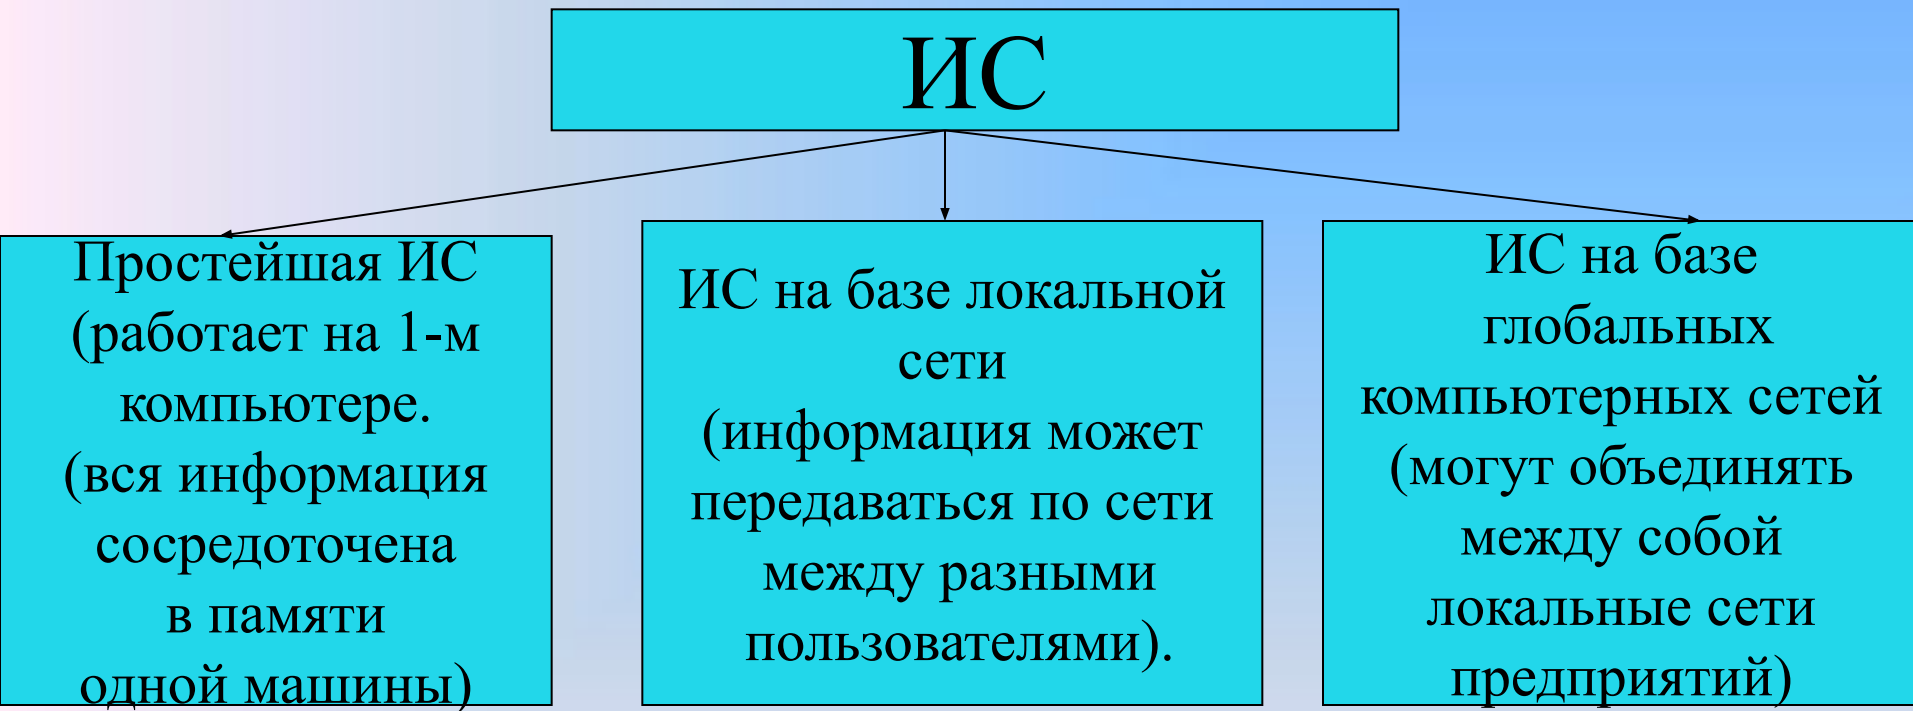 ИС
Простейшая ИС
(работает на 1-м
компьютере.
(вся информация
сосредоточена
в памяти
одной машины)
ИС на базе локальной
сети
(информация может
передаваться по сети
между разными
пользователями).
ИС на базе
глобальных
компьютерных сетей
(могут объединять
между собой
локальные сети
предприятий)